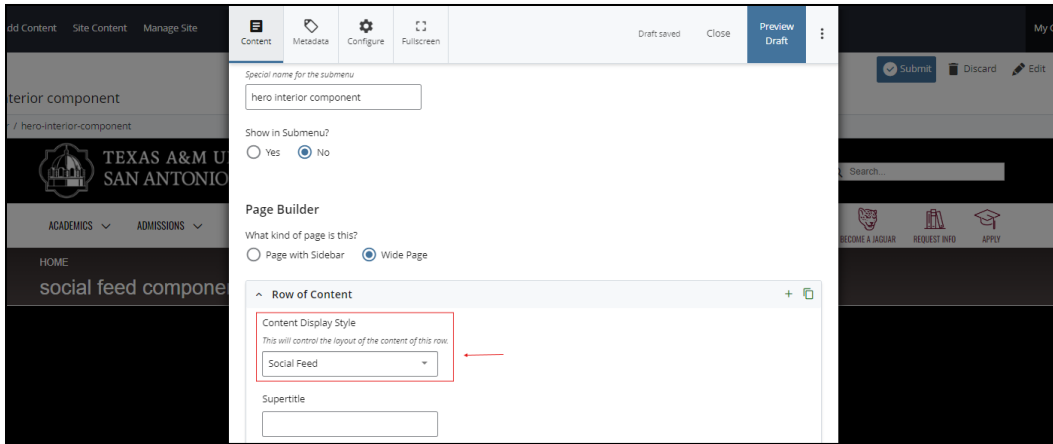 dd Content Site Content Manage Site
Content Metadata Configure Fullscreen Draft saved Close Preview Draft
My
Submit Discard Edit
Special name for the submenu
hero interior component
terior component
/ hero-interior-component
Show in Submenu?
Yes No
TEXAS A&M U
SAN ANTONIO
Search...
Page Builder
What kind of page is this?
Page with Sidebar Wide Page
ACADEMICS ADMISSIONS
BECOME A JAGUAR REQUEST INFO APPLY
HOME
social feed compone
Row of Content
Content Display Style
This will control the layout of the content of this row.
Social Feed
Supertitle